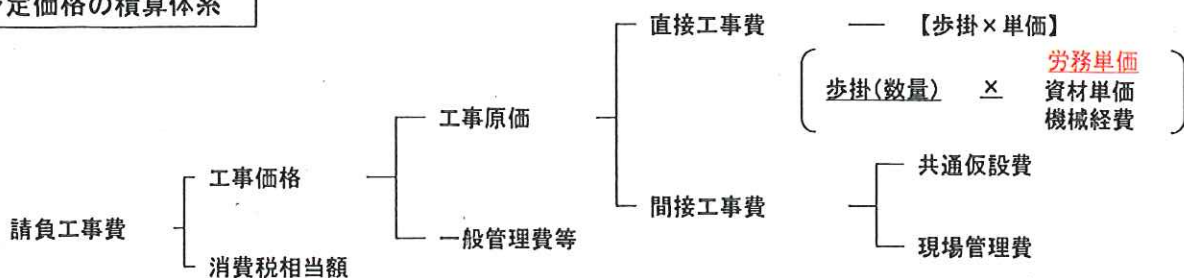 定価格の積算体系
直接工事費 ― 【歩掛×単価】
歩掛(数量) × 労務単価
資材単価
機械経費
工事原価
工事価格
共通仮設費
請負工事費
間接工事費
一般管理費等
現場管理費
消費税相当額